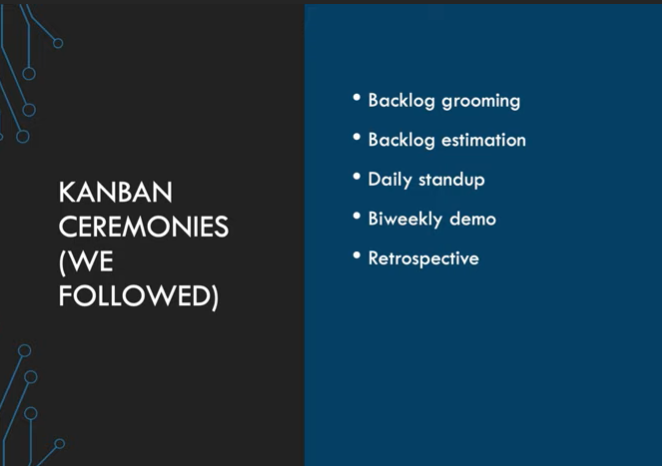 KANBAN
CEREMONIES
(WE
FOLLOWED)
• Backlog grooming
• Backlog estimation
• Daily standup
• Biweekly demo
• Retrospective